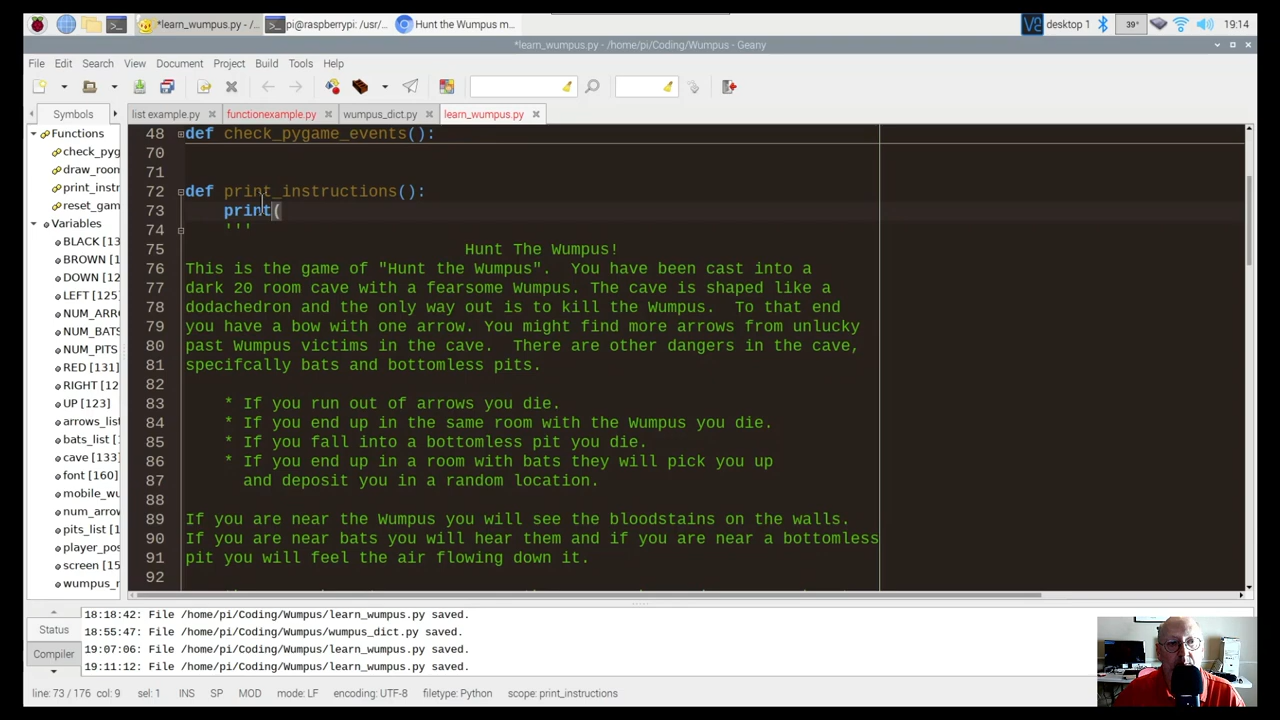 *learn_wumpus.py - /... pi@raspberrypi: /usr/... Hunt the Wumpus m... desktop 1 39° 19:14
*learn_wumpus.py - /home/pi/Coding/Wumpus - Geany
File Edit Search View Document Project Build Tools Help
Symbols list example.py functionexample.py wumpus_dict.py learn_wumpus.py
Functions
check_pyg
draw_roor
print_instr
reset_gam
Variables
BLACK [13
BROWN [13
DOWN [12
LEFT [125]
NUM_ARR
NUM_BATS
NUM_PITS
RED [131]
RIGHT [12
UP [123]
arrows_list
bats_list [1
cave [133]
font [160]
mobile_wu
num_arrow
pits_list [1
player_pos
screen [15
wumpus_r
48 def check_pygame_events():
70
71
72 def print_instructions():
73 print(
74 '''
75 Hunt The Wumpus!
76 This is the game of "Hunt the Wumpus". You have been cast into a
77 dark 20 room cave with a fearsome Wumpus. The cave is shaped like a
78 dodachedron and the only way out is to kill the Wumpus. To that end
79 you have a bow with one arrow. You might find more arrows from unlucky
80 past Wumpus victims in the cave. There are other dangers in the cave,
81 specifcally bats and bottomless pits.
82
83 * If you run out of arrows you die.
84 * If you end up in the same room with the Wumpus you die.
85 * If you fall into a bottomless pit you die.
86 * If you end up in a room with bats they will pick you up
87 and deposit you in a random location.
88
89 If you are near the Wumpus you will see the bloodstains on the walls.
90 If you are near bats you will hear them and if you are near a bottomless
91 pit you will feel the air flowing down it.
92
Status
Compiler
18:18:42: File /home/pi/Coding/Wumpus/learn_wumpus.py saved.
18:55:47: File /home/pi/Coding/Wumpus/wumpus_dict.py saved.
19:07:06: File /home/pi/Coding/Wumpus/learn_wumpus.py saved.
19:11:12: File /home/pi/Coding/Wumpus/learn_wumpus.py saved.
line: 73 / 176 col: 9 sel: 1 INS SP MOD mode: LF encoding: UTF-8 filetype: Python scope: print_instructions